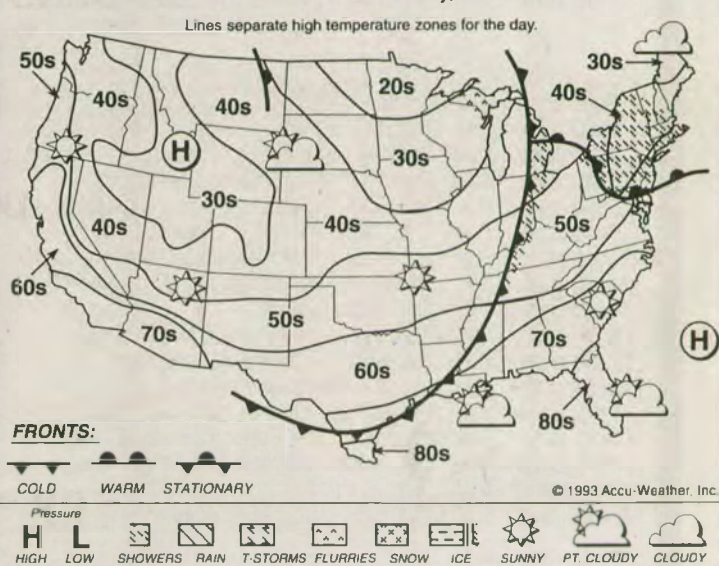 Lines separate high temperature zones for the day.
50s
30s
40s
40s
20s
40s
H
30s
30s
40s
40s
50s
60s
H
70s
50s
70s
60s
80s
80s
FRONTS:
COLD WARM STATIONARY
© 1993 Accu-Weather, Inc.
Pressure
H L
HIGH LOW SHOWERS RAIN T-STORMS FLURRIES SNOW ICE SUNNY PT. CLOUDY CLOUDY